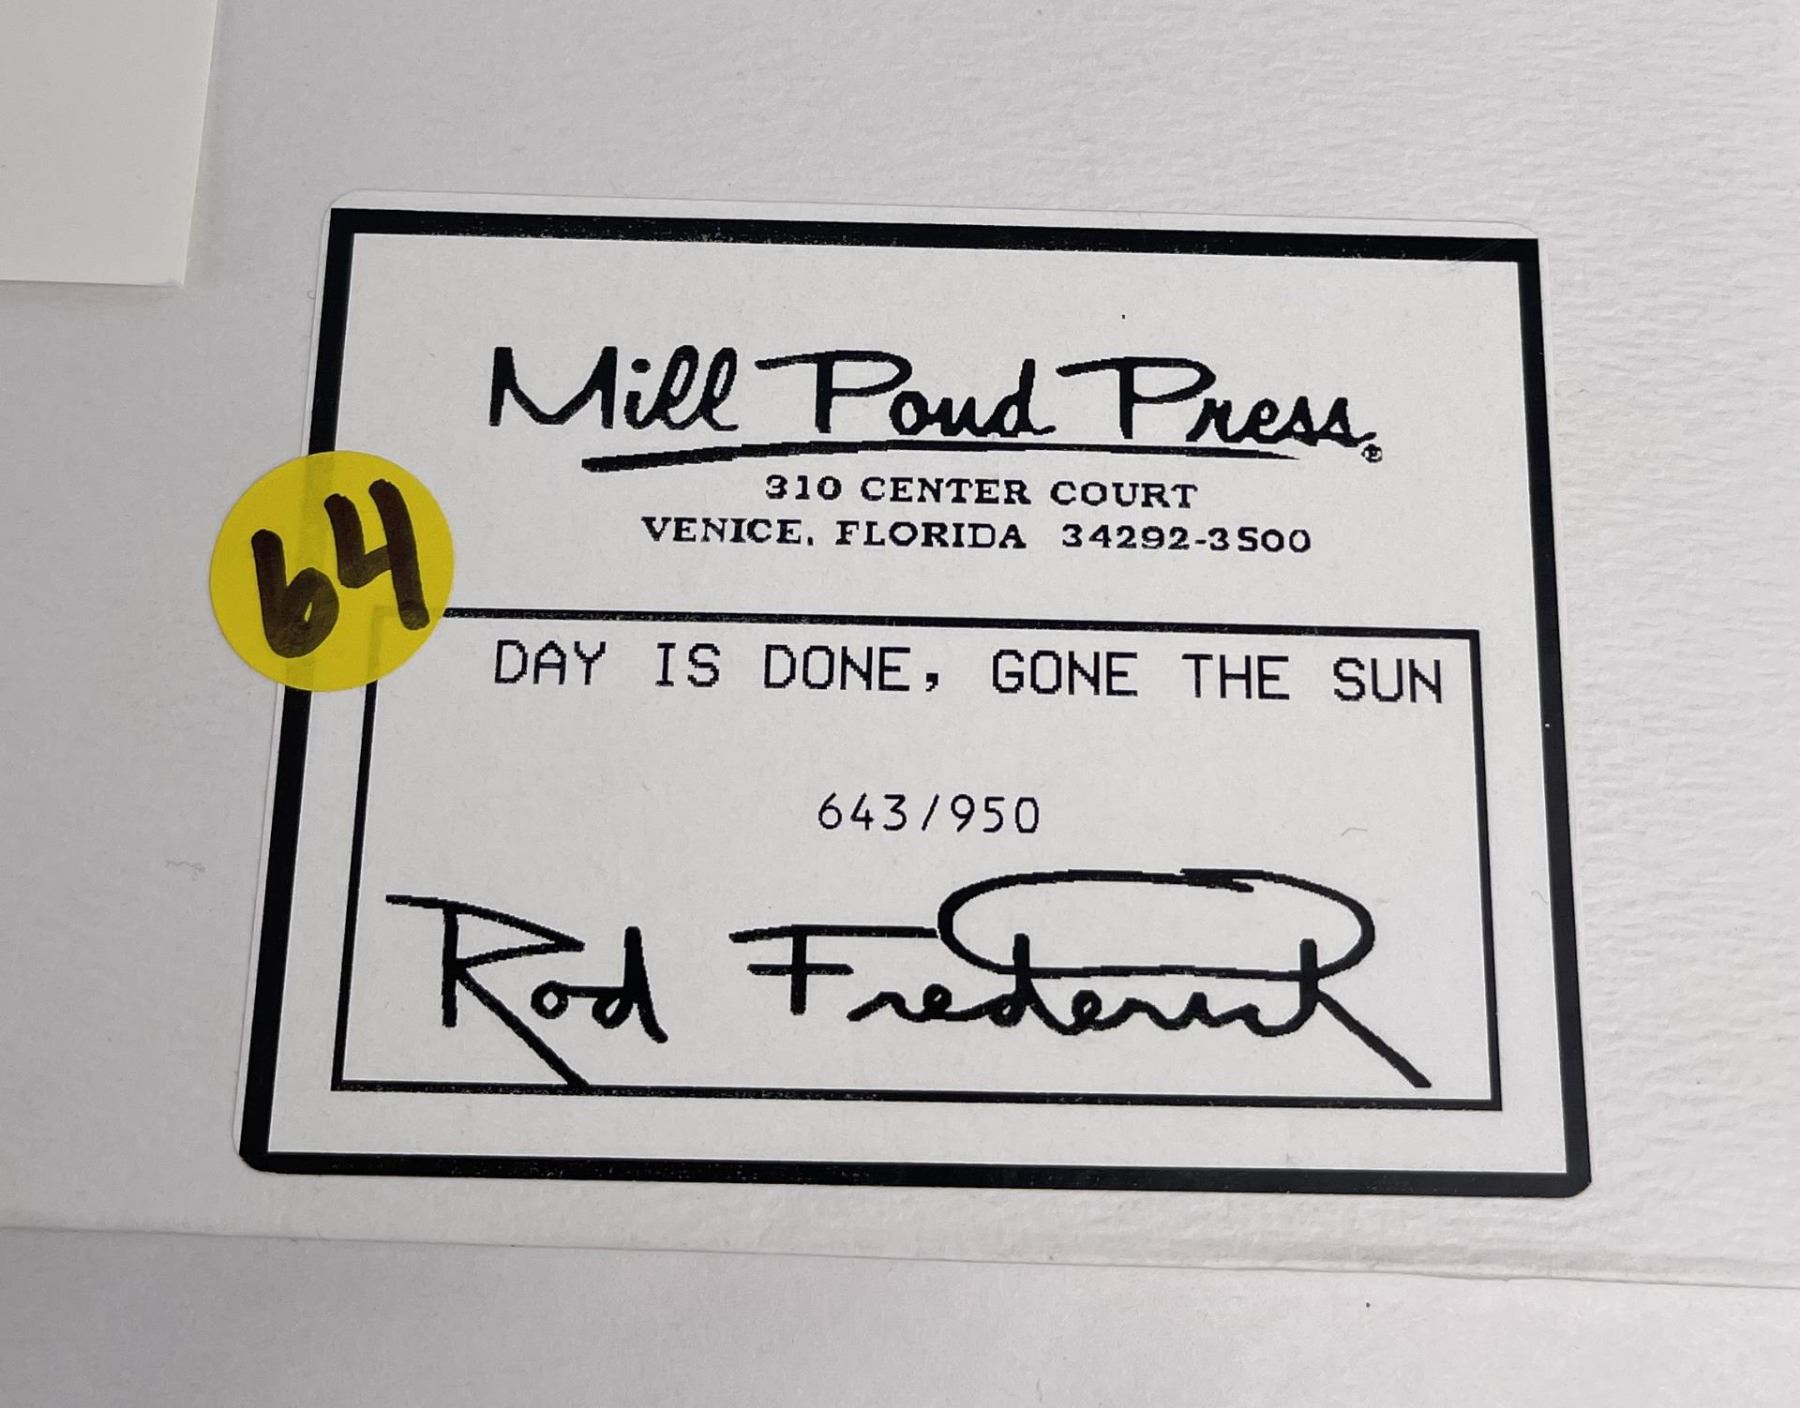 Mill Pond Press®
310 CENTER COURT
VENICE, FLORIDA 34292-3500
64
DAY IS DONE, GONE THE SUN
643/950
Rod Frederick